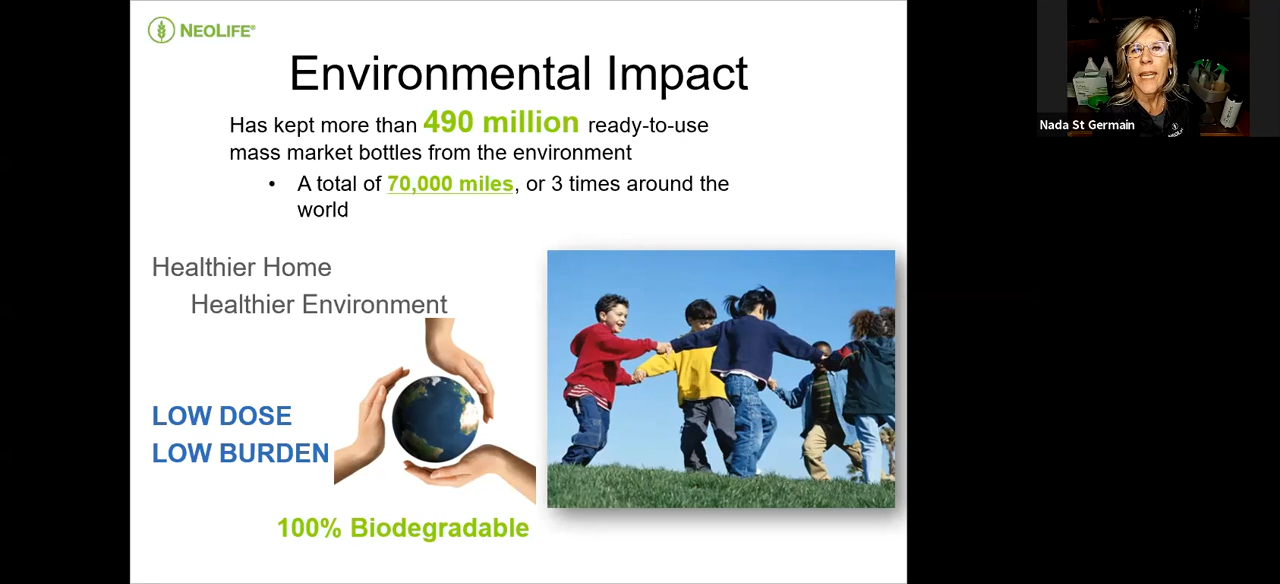 NEOLIFE®
Environmental Impact
Has kept more than 490 million ready-to-use
mass market bottles from the environment
• A total of 70,000 miles, or 3 times around the
world
Healthier Home
Healthier Environment
LOW DOSE
LOW BURDEN
100% Biodegradable
Nada St Germain